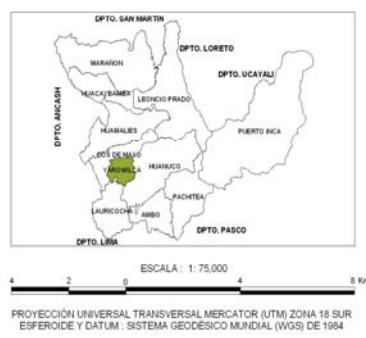 DPTO. SAN MARTIN
DPTO. LORETO
MARAÑON
DPTO. UCAYALI
HUACAYBAMBA
LEONCIO PRADO
DPTO. ANCASH
HUAMALIES
PUERTO INCA
DOS DE MAYO
HUANUCO
YAROWILCA
PACHITEA
LAURICOCHA
AMBO
DPTO. PASCO
DPTO. LIMA
ESCALA : 1: 75,000
4 2 0 4 8 Km
PROYECCIÓN UNIVERSAL TRANSVERSAL MERCATOR (UTM) ZONA 18 SUR
ESFEROIDE Y DATUM : SISTEMA GEODÉSICO MUNDIAL (WGS) DE 1984